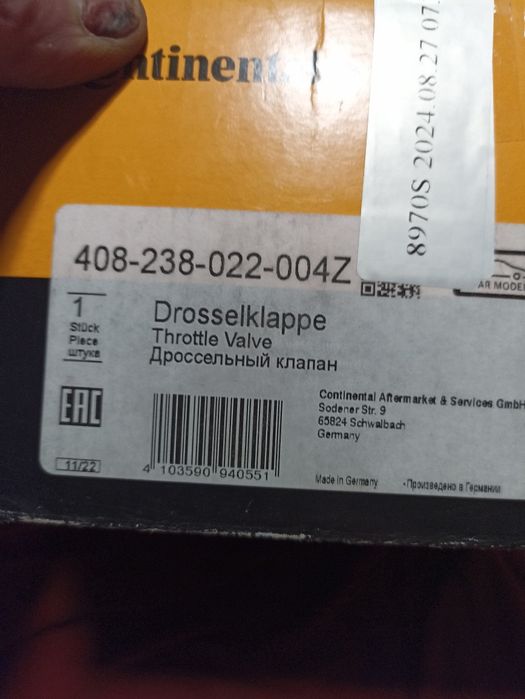 ntinental
8970S 2024.08.27 07.
408-238-022-004Z
AR MODE
1
Stück
Piece
штука
Drosselklappe
Throttle Valve
Дроссельный клапан
EAC
11/22
4 103590 940551
Continental Aftermarket & Services GmbH
Sodener Str. 9
65824 Schwalbach
Germany
Made in Germany
•Произведено в Германии